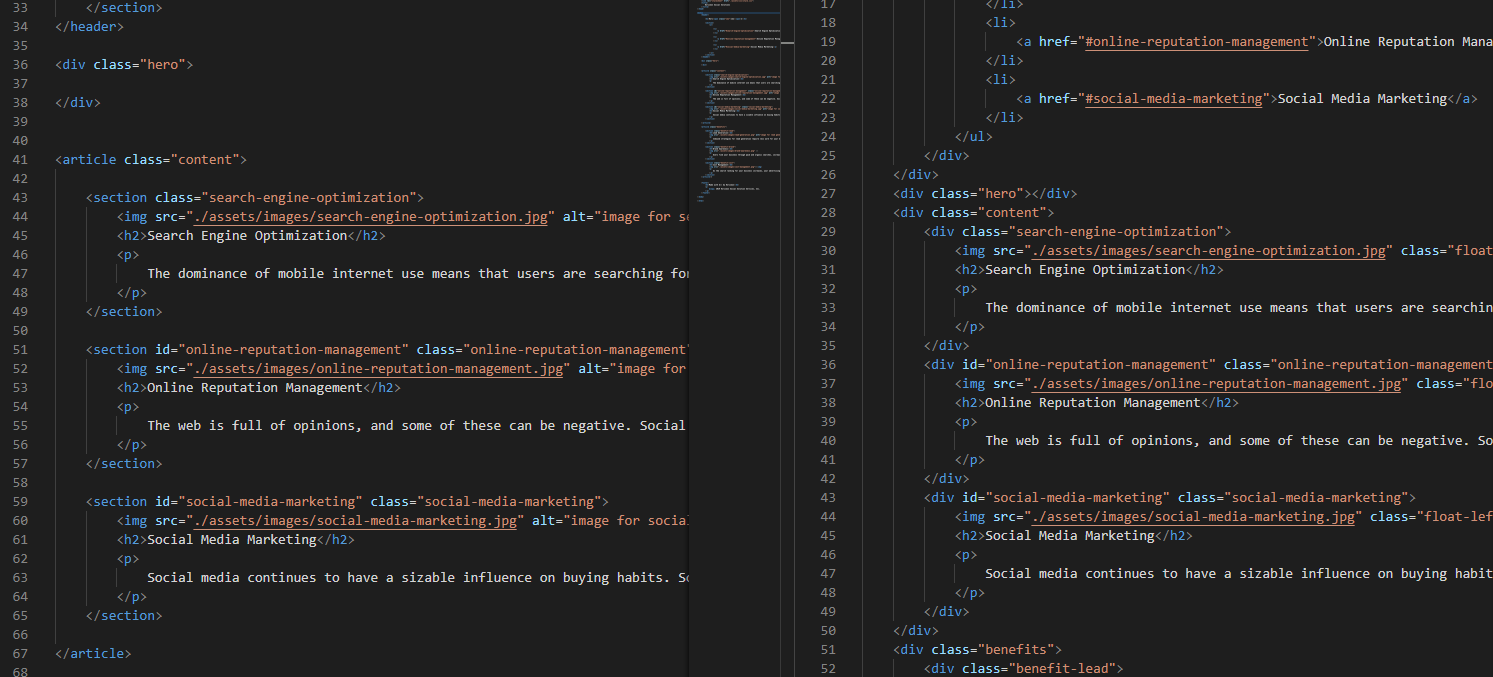 33 </section>
34 </header>
35
36 <div class="hero">
37
38 </div>
39
40
41 <article class="content">
42
43 <section class="search-engine-optimization">
44 <img src="./assets/images/search-engine-optimization.jpg" alt="image for se
45 <h2>Search Engine Optimization</h2>
46 <p>
47 The dominance of mobile internet use means that users are searching for
48 </p>
49 </section>
50
51 <section id="online-reputation-management" class="online-reputation-management"
52 <img src="./assets/images/online-reputation-management.jpg" alt="image for
53 <h2>Online Reputation Management</h2>
54 <p>
55 The web is full of opinions, and some of these can be negative. Social
56 </p>
57 </section>
58
59 <section id="social-media-marketing" class="social-media-marketing">
60 <img src="./assets/images/social-media-marketing.jpg" alt="image for social
61 <h2>Social Media Marketing</h2>
62 <p>
63 Social media continues to have a sizable influence on buying habits. So
64 </p>
65 </section>
66
67 </article>
68
17 </li>
18 <li>
19 <a href="#online-reputation-management">Online Reputation Mana
20 </li>
21 <li>
22 <a href="#social-media-marketing">Social Media Marketing</a>
23 </li>
24 </ul>
25 </div>
26 </div>
27 <div class="hero"></div>
28 <div class="content">
29 <div class="search-engine-optimization">
30 <img src="./assets/images/search-engine-optimization.jpg" class="float
31 <h2>Search Engine Optimization</h2>
32 <p>
33 The dominance of mobile internet use means that users are searchin
34 </p>
35 </div>
36 <div id="online-reputation-management" class="online-reputation-management
37 <img src="./assets/images/online-reputation-management.jpg" class="flo
38 <h2>Online Reputation Management</h2>
39 <p>
40 The web is full of opinions, and some of these can be negative. So
41 </p>
42 </div>
43 <div id="social-media-marketing" class="social-media-marketing">
44 <img src="./assets/images/social-media-marketing.jpg" class="float-lef
45 <h2>Social Media Marketing</h2>
46 <p>
47 Social media continues to have a sizable influence on buying habit
48 </p>
49 </div>
50 </div>
51 <div class="benefits">
52 <div class="benefit-lead">